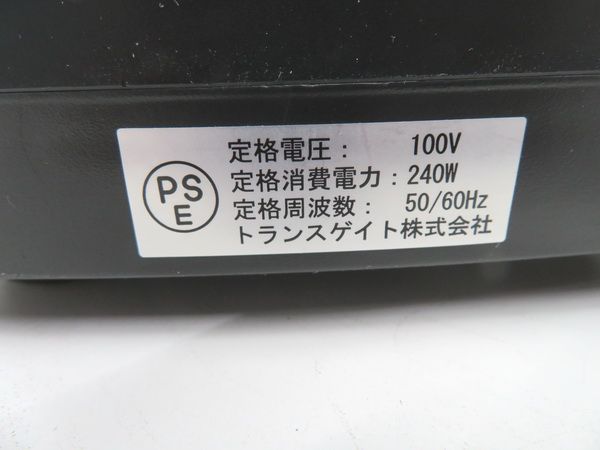 PS
E
定格電圧： 100V
定格消費電力：240W
定格周波数： 50/60Hz
トランスゲイト株式会社